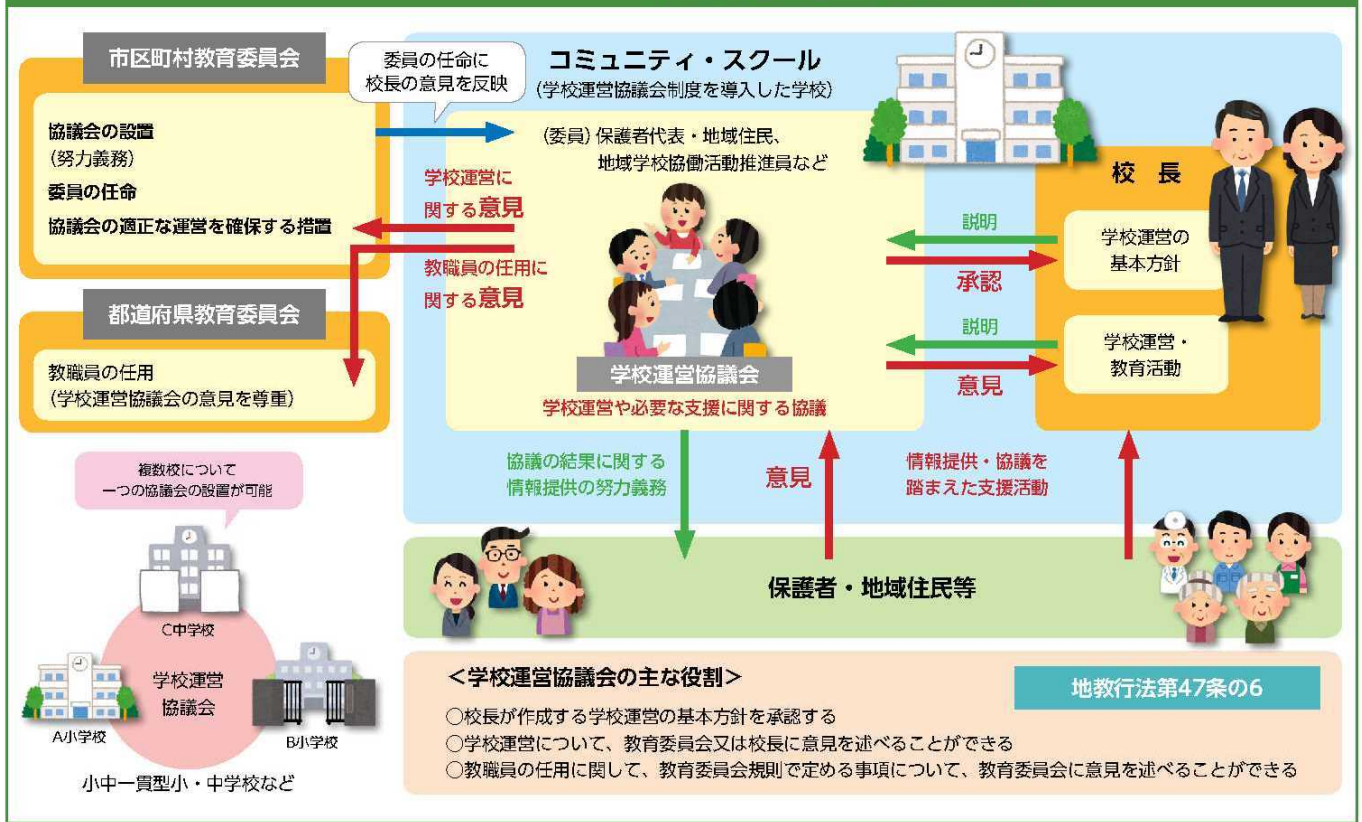 市区町村教育委員会
協議会の設置
(努力義務)
委員の任命
協議会の適正な運営を確保する措置
委員の任命に
校長の意見を反映
都道府県教育委員会
教職員の任用
(学校運営協議会の意見を尊重)
学校運営に
関する意見
教職員の任用に
関する意見
コミュニティ・スクール
(学校運営協議会制度を導入した学校)
(委員) 保護者代表・地域住民、
地域学校協働活動推進員など
学校運営協議会
学校運営や必要な支援に関する協議
説明
承認
説明
意見
校 長
学校運営の
基本方針
学校運営・
教育活動
協議の結果に関する
情報提供の努力義務
意見
情報提供・協議を
踏まえた支援活動
保護者・地域住民等
複数校について
一つの協議会の設置が可能
C中学校
学校運営
協議会
A小学校
B小学校
小中一貫型小・中学校など
<学校運営協議会の主な役割>
地教行法第47条の6
○校長が作成する学校運営の基本方針を承認する
○学校運営について、教育委員会又は校長に意見を述べることができる
○教職員の任用に関して、教育委員会規則で定める事項について、教育委員会に意見を述べることができる